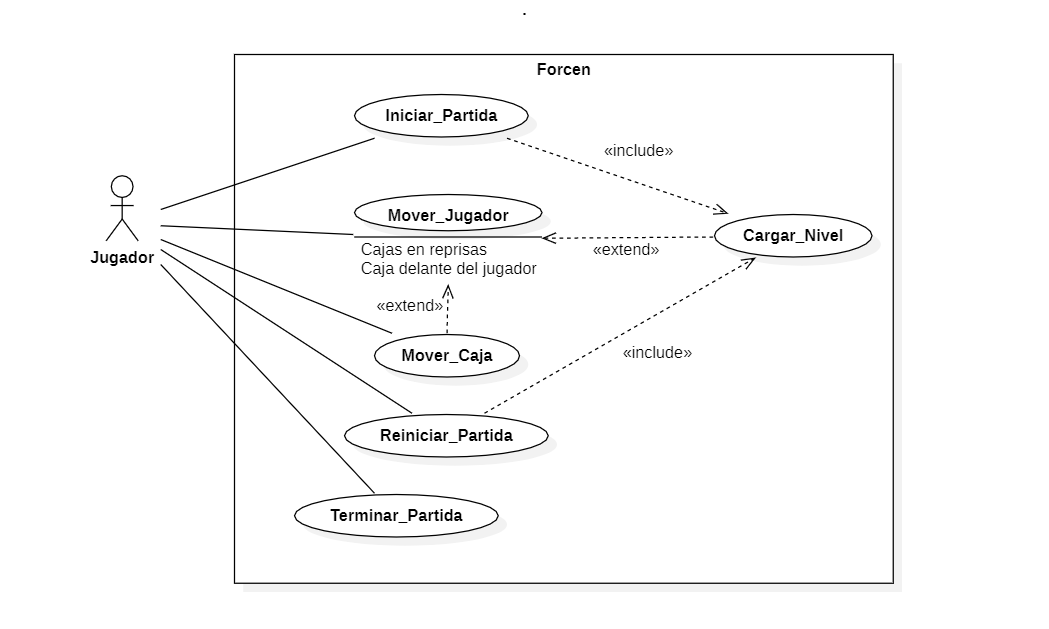 Forcen
Iniciar_Partida
«include»
Mover_Jugador
Cajas en reprisas
Caja delante del jugador
«extend»
Cargar_Nivel
Jugador
«extend»
Mover_Caja
«include»
Reiniciar_Partida
Terminar_Partida